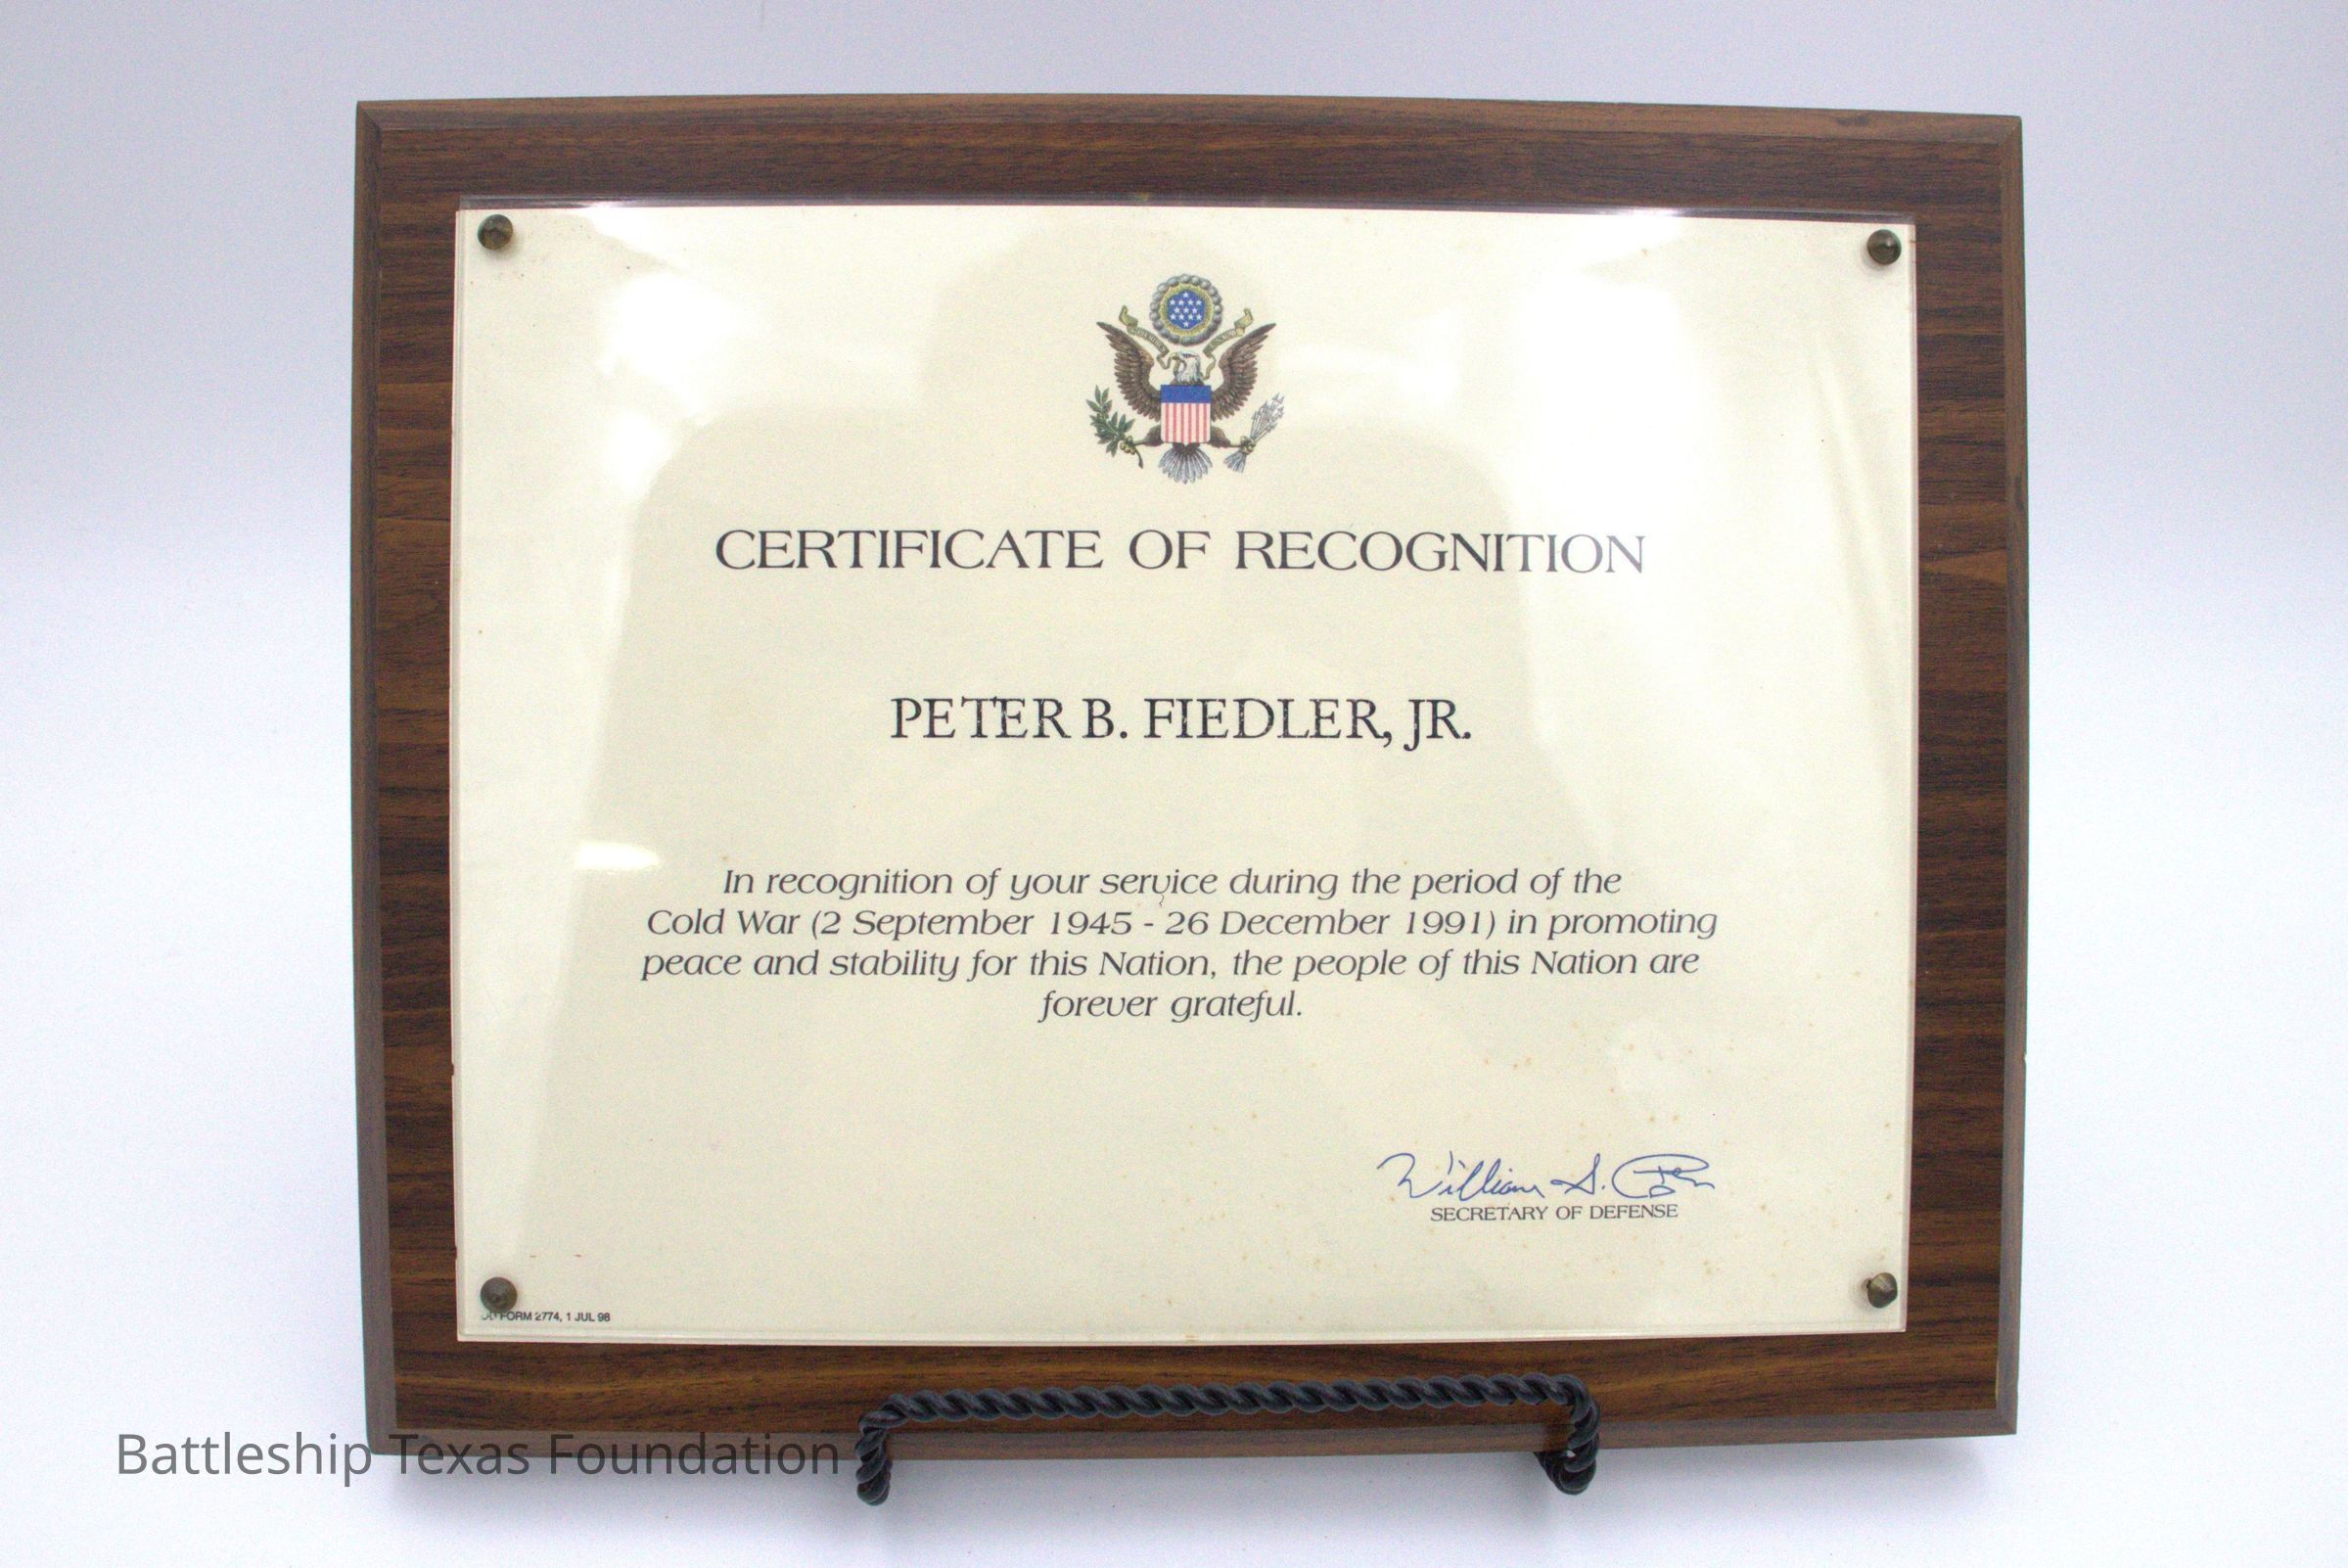 CERTIFICATE OF RECOGNITION
PETER B. FIEDLER, JR.
In recognition of your service during the period of the
Cold War (2 September 1945 - 26 December 1991) in promoting
peace and stability for this Nation, the people of this Nation are
forever grateful.
William S. Cohen
SECRETARY OF DEFENSE
FORM 2774, 1 JUL 98
Battleship Texas Foundation